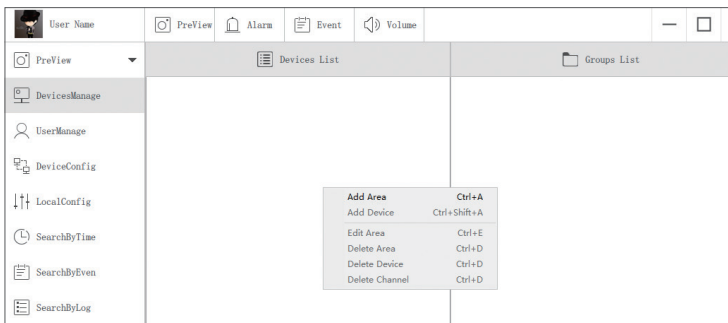 User Name PreView Alarm Event Volume
PreView Devices List Groups List
DevicesManage
UserManage
DeviceConfig
LocalConfig
SearchByTime
SearchByEven
SearchByLog
Add Area Ctrl+A
Add Device Ctrl+Shift+A
Edit Area Ctrl+E
Delete Area Ctrl+D
Delete Device Ctrl+D
Delete Channel Ctrl+D